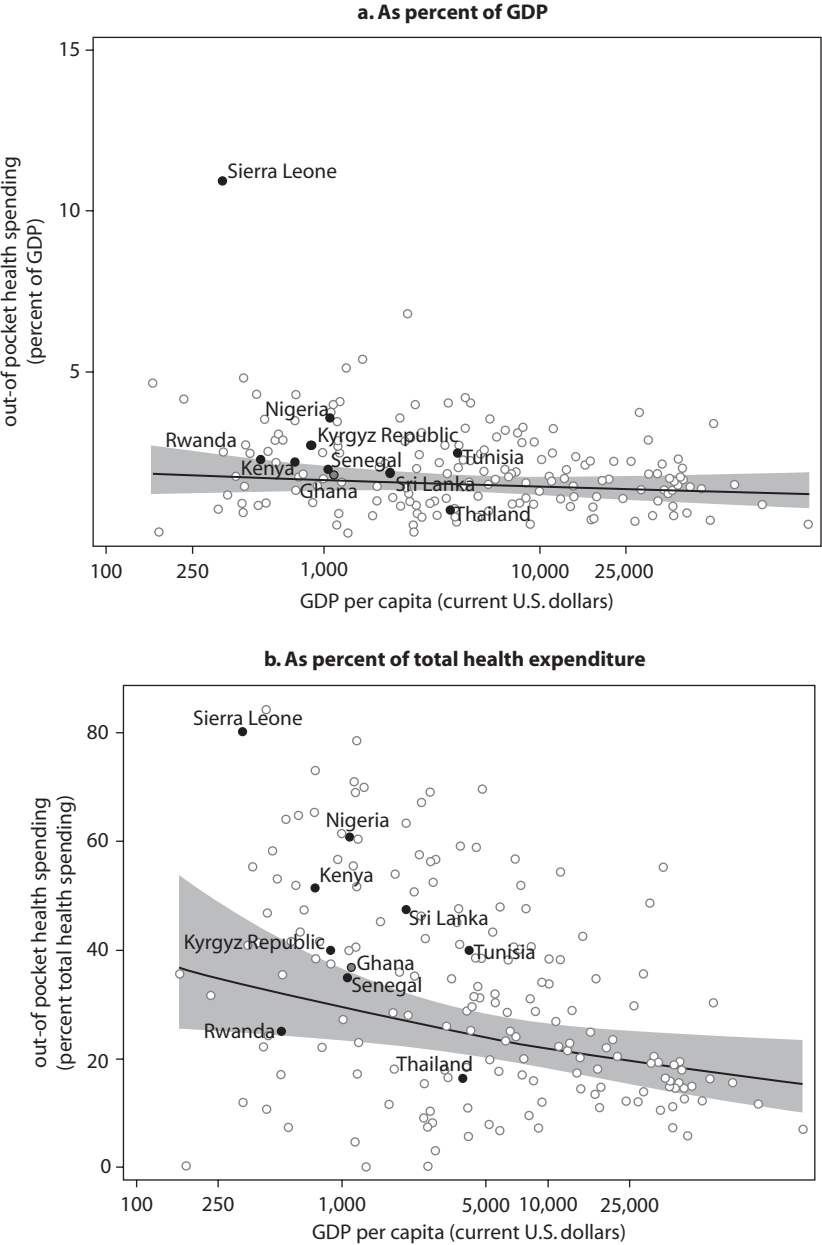 a. As percent of GDP
out-of pocket health spending
(percent of GDP)
15
10
5
Sierra Leone
Nigeria
Kyrgyz Republic
Rwanda
Tunisia
Senegal
Kenya
Sri Lanka
Ghana
Thailand
100
250
1,000
10,000
25,000
GDP per capita (current U.S. dollars)
b. As percent of total health expenditure
out-of pocket health spending
(percent total health spending)
80
60
40
20
0
Sierra Leone
Nigeria
Kenya
Sri Lanka
Kyrgyz Republic
Tunisia
Ghana
Senegal
Rwanda
Thailand
100
250
1,000
5,000
10,000
25,000
GDP per capita (current U.S. dollars)